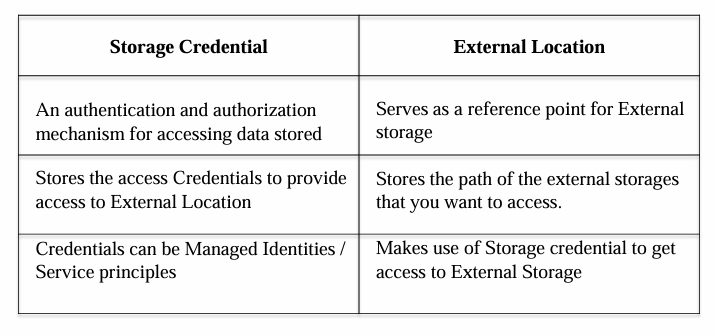 Storage Credential
External Location
An authentication and authorization
mechanism for accessing data stored
Serves as a reference point for External
storage
Stores the access Credentials to provide
access to External Location
Stores the path of the external storages
that you want to access.
Credentials can be Managed Identities /
Service principles
Makes use of Storage credential to get
access to External Storage